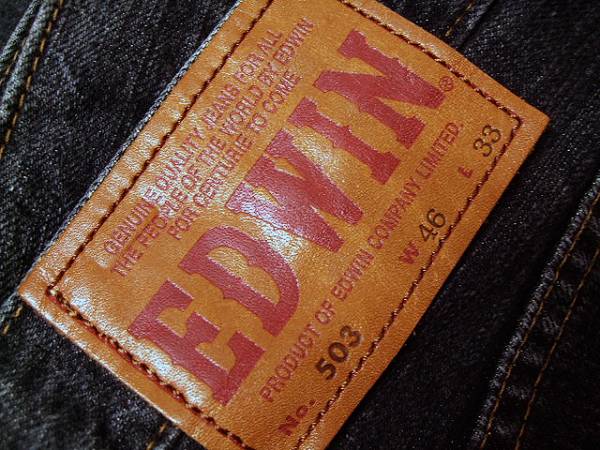 GENUINE QUALITY JEANS FOR ALL
THE PEOPLE OF THE WORLD BY EDWIN
FOR CENTURIE TO COME
EDWIN®
PRODUCT OF EDWIN COMPANY LIMITED.
No. 503 W 46 L 33